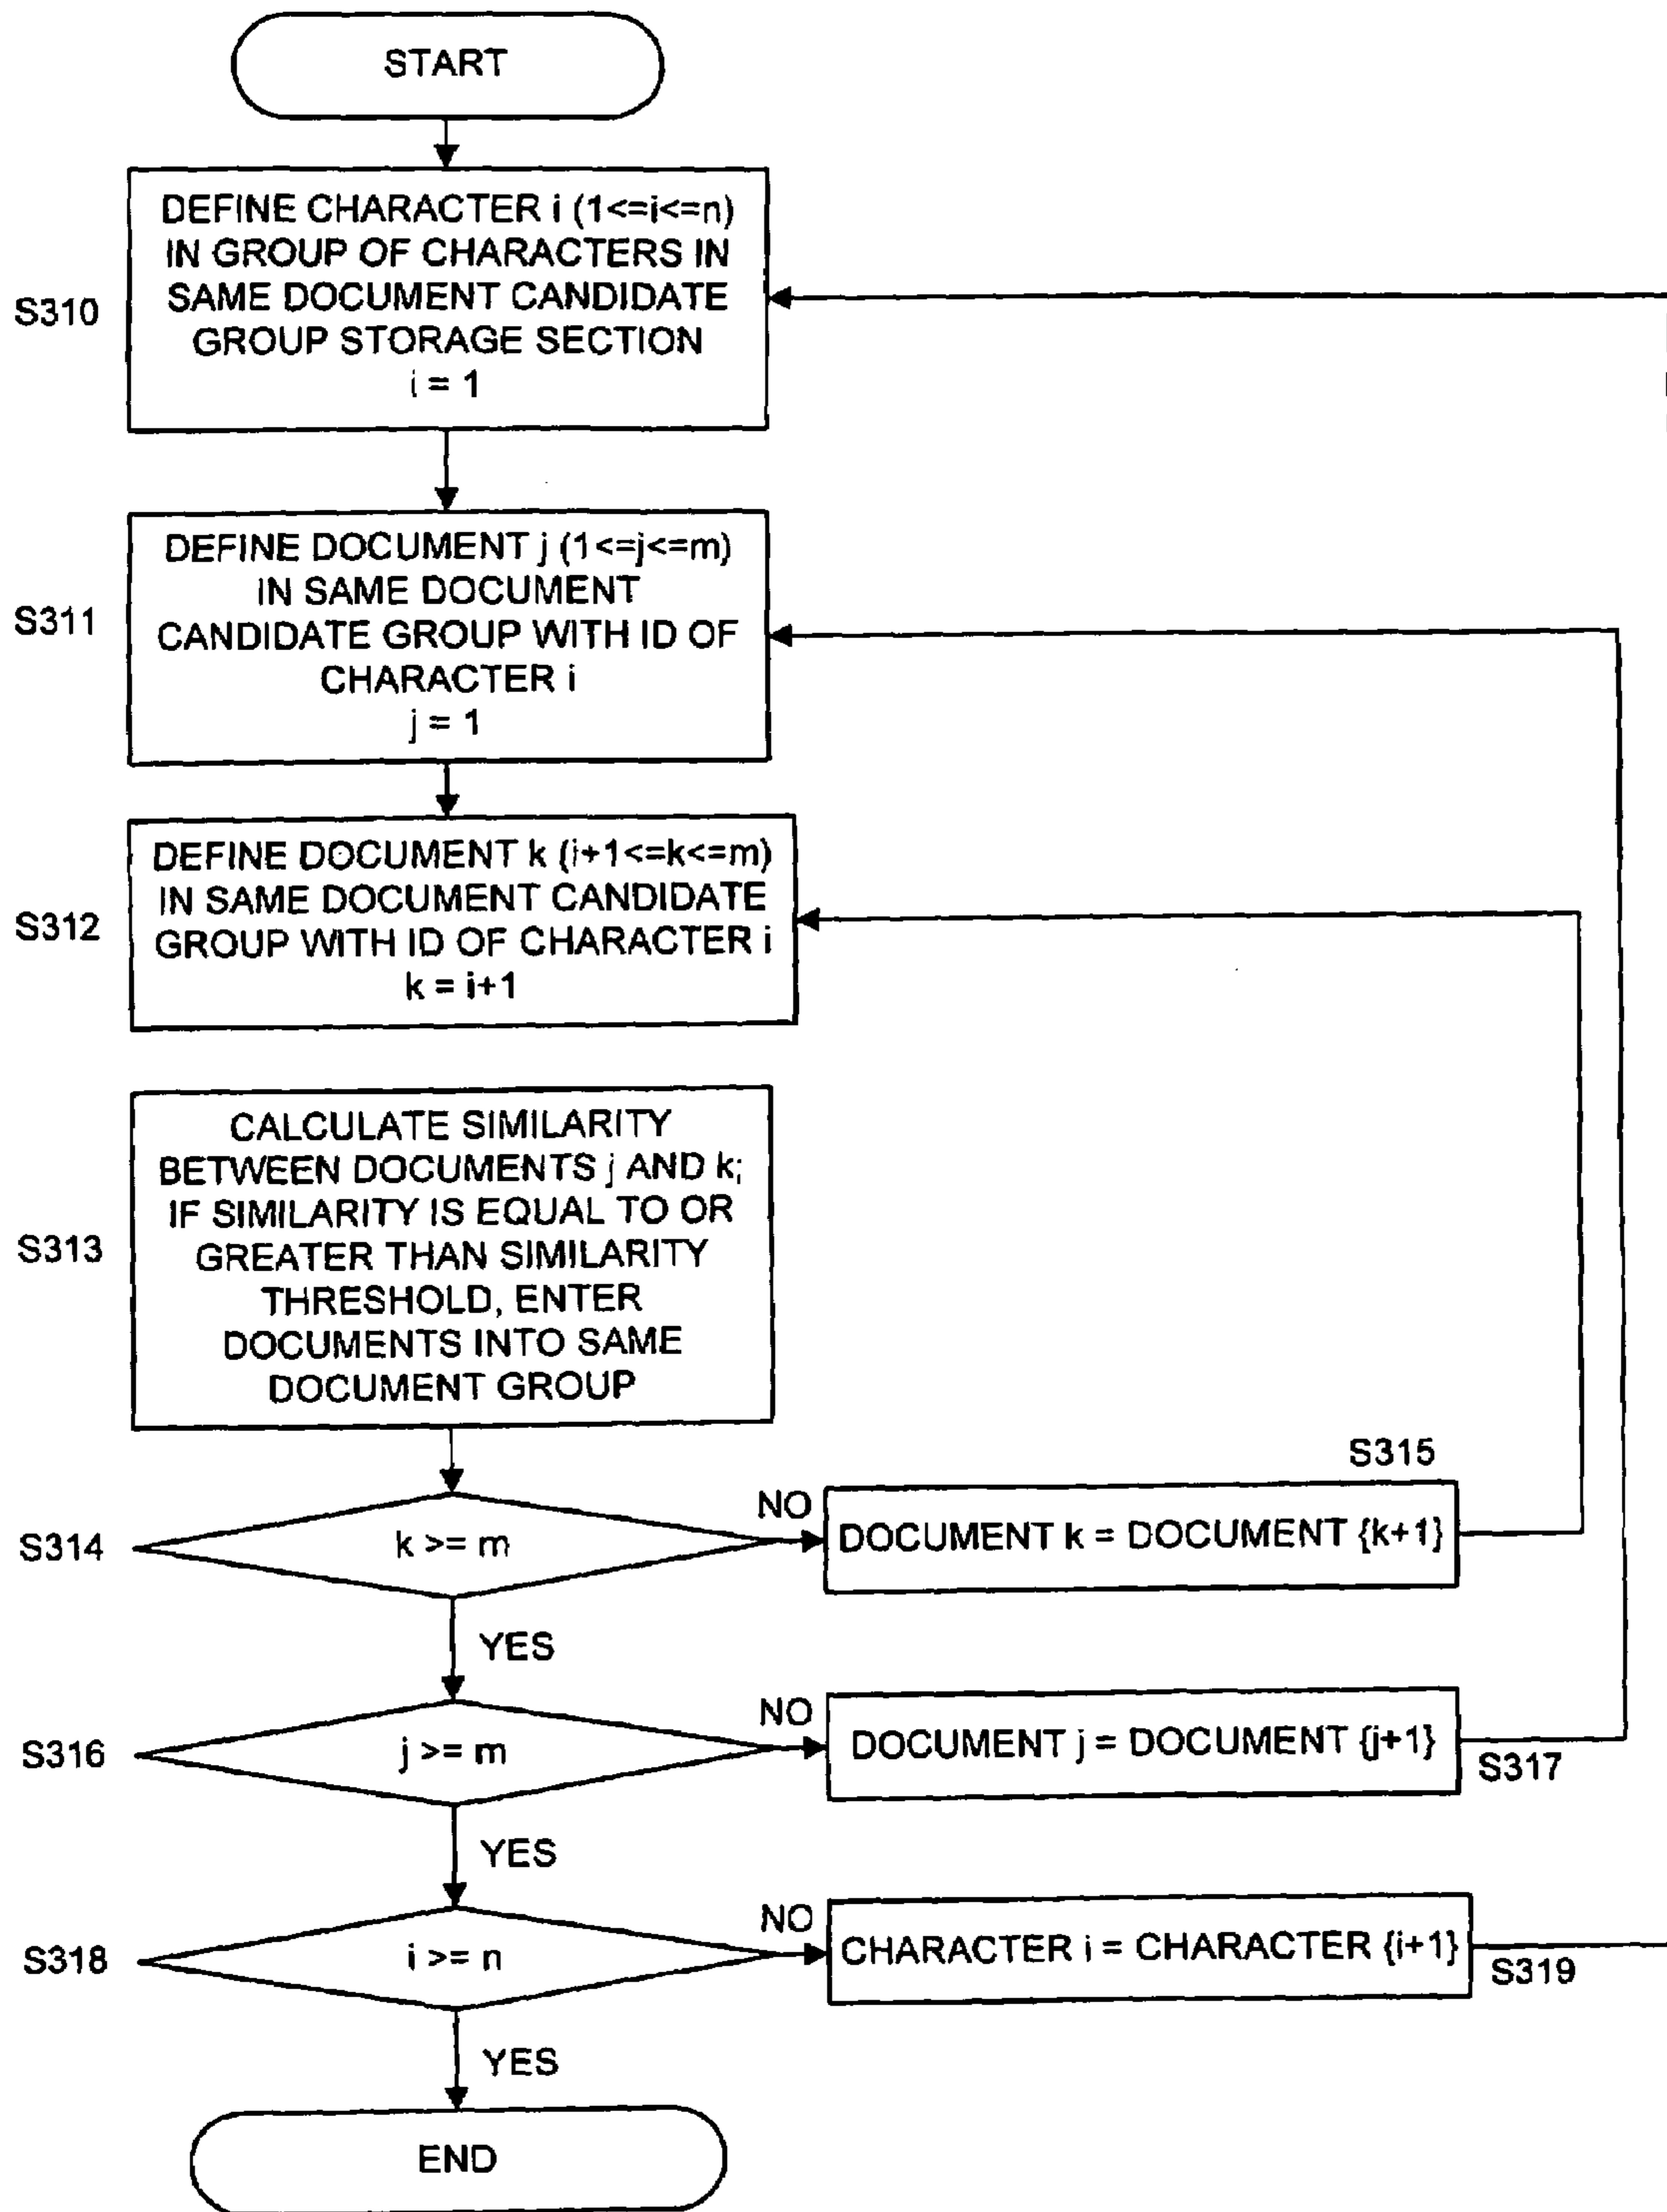 START
DEFINE CHARACTER i (1<=i<=n)
IN GROUP OF CHARACTERS IN
SAME DOCUMENT CANDIDATE
GROUP STORAGE SECTION
i = 1
S310
DEFINE DOCUMENT j (1<=j<=m)
IN SAME DOCUMENT
CANDIDATE GROUP WITH ID OF
CHARACTER i
j = 1
S311
DEFINE DOCUMENT k (i+1<=k<=m)
IN SAME DOCUMENT CANDIDATE
GROUP WITH ID OF CHARACTER i
k = i+1
S312
CALCULATE SIMILARITY
BETWEEN DOCUMENTS j AND k;
IF SIMILARITY IS EQUAL TO OR
GREATER THAN SIMILARITY
THRESHOLD, ENTER
DOCUMENTS INTO SAME
DOCUMENT GROUP
S313
S314
k >= m
NO
S315
DOCUMENT k = DOCUMENT {k+1}
YES
S316
j >= m
NO
DOCUMENT j = DOCUMENT {j+1}
S317
YES
S318
i >= n
NO
CHARACTER i = CHARACTER {i+1}
S319
YES
END